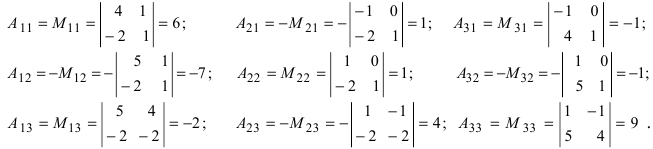 A₁₁ = M₁₁ = | 4 1 ; −2 1 | = 6; A₂₁ = −M₂₁ = −| −1 0 ; −2 1 | = 1; A₃₁ = M₃₁ = | −1 0 ; 4 1 | = −1;
A₁₂ = −M₁₂ = −| 5 1 ; −2 1 | = −7; A₂₂ = M₂₂ = | 1 0 ; −2 1 | = 1; A₃₂ = −M₃₂ = −| 1 0 ; 5 1 | = −1;
A₁₃ = M₁₃ = | 5 4 ; −2 −2 | = −2; A₂₃ = −M₂₃ = −| 1 −1 ; −2 −2 | = 4; A₃₃ = M₃₃ = | 1 −1 ; 5 4 | = 9 .